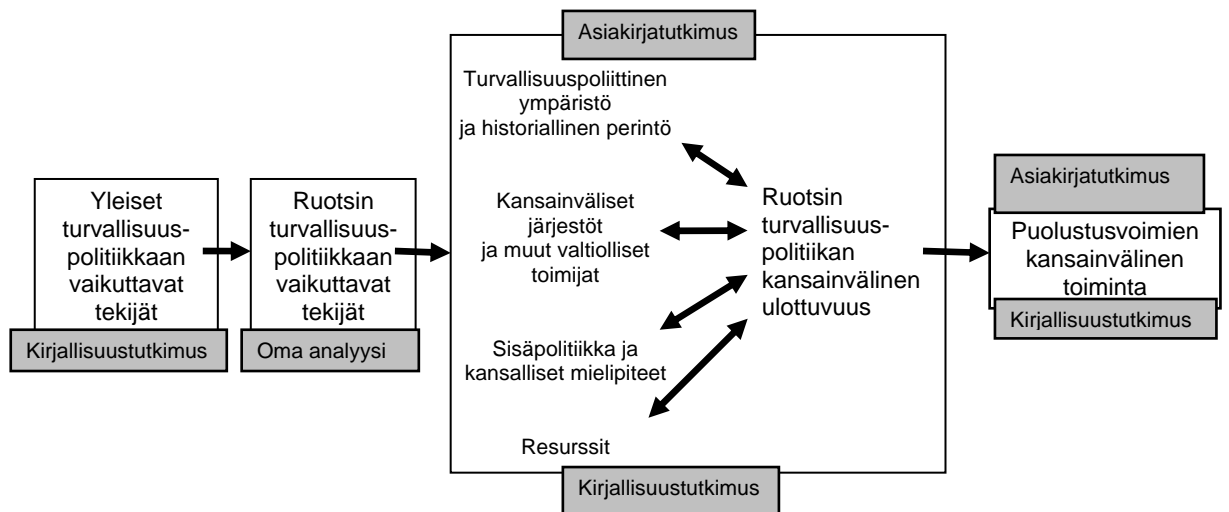 Yleiset
turvallisuus-
politiikkaan
vaikuttavat
tekijät
Kirjallisuustutkimus
Ruotsin
turvallisuus-
politiikkaan
vaikuttavat
tekijät
Oma analyysi
Asiakirjatutkimus
Turvallisuuspoliittinen
ympäristö
ja historiallinen perintö
Kansainväliset
järjestöt
ja muut valtiolliset
toimijat
Sisäpolitiikka ja
kansalliset mielipiteet
Resurssit
Ruotsin
turvallisuus-
politiikan
kansainvälinen
ulottuvuus
Kirjallisuustutkimus
Asiakirjatutkimus
Puolustusvoimien
kansainvälinen
toiminta
Kirjallisuustutkimus